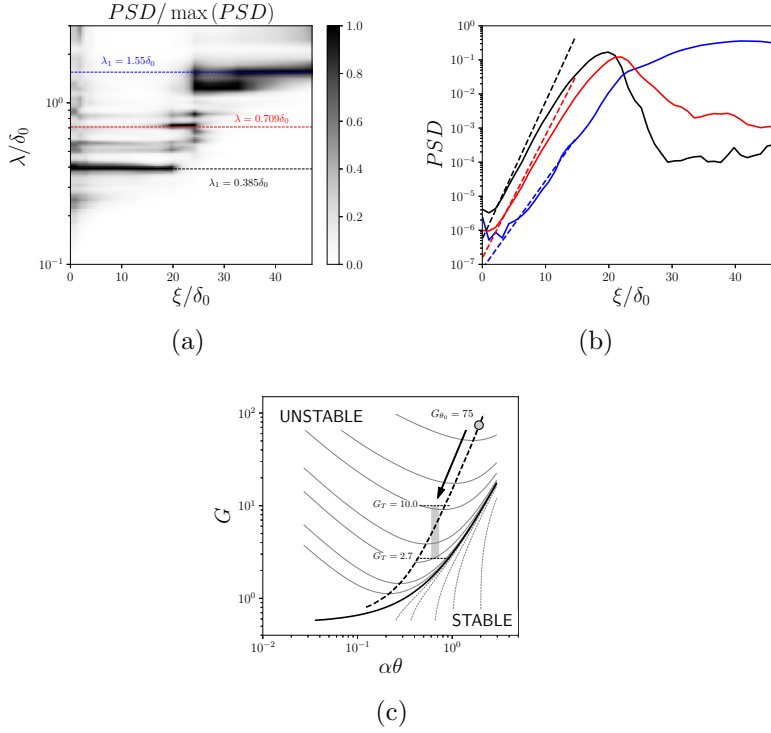 PSD/ max (PSD)
λ₁ = 1.55δ₀
λ = 0.709δ₀
λ₁ = 0.385δ₀
10⁰
10⁻¹
λ/δ₀
0 20 40
ξ/δ₀
1.0
0.8
0.6
0.4
0.2
0.0
(a)
10¹
10⁰
10⁻¹
10⁻²
10⁻³
10⁻⁴
10⁻⁵
10⁻⁶
10⁻⁷
PSD
0 10 20 30 40
ξ/δ₀
(b)
UNSTABLE
G_{θ₀} = 75
G_T = 10.0
G_T = 2.7
STABLE
10²
10¹
10⁰
G
10⁻² 10⁻¹ 10⁰
αθ
(c)